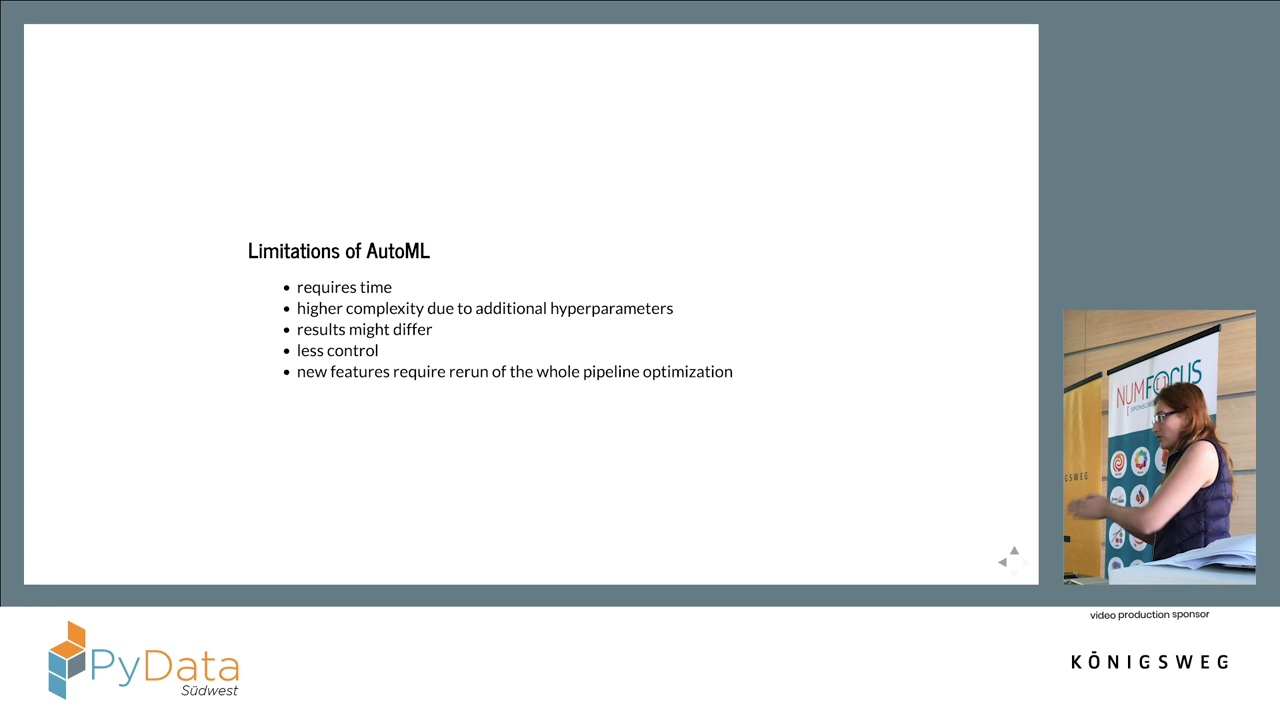 Limitations of AutoML
requires time
higher complexity due to additional hyperparameters
results might differ
less control
new features require rerun of the whole pipeline optimization
NUMFOCUS
GSWEG
video production sponsor
KÖNIGSWEG
PyData
Südwest